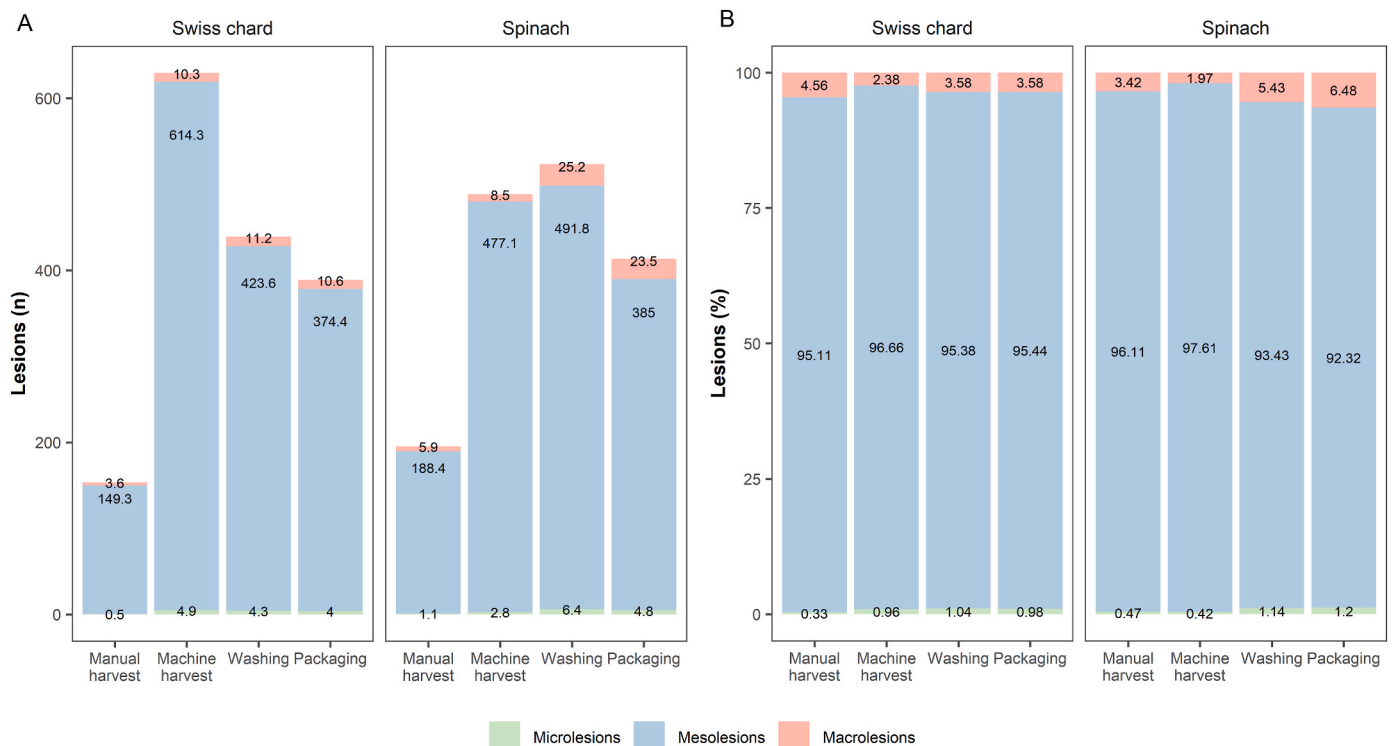 A
Swiss chard
Spinach
Lesions (n)
600
400
200
0
3.6
149.3
0.5
10.3
614.3
4.9
11.2
423.6
4.3
10.6
374.4
4
5.9
188.4
1.1
8.5
477.1
2.8
25.2
491.8
6.4
23.5
385
4.8
Manual
harvest
Machine
harvest
Washing
Packaging
Manual
harvest
Machine
harvest
Washing
Packaging
B
Swiss chard
Spinach
Lesions (%)
100
75
50
25
0
4.56
95.11
0.33
2.38
96.66
0.96
3.58
95.38
1.04
3.58
95.44
0.98
3.42
96.11
0.47
1.97
97.61
0.42
5.43
93.43
1.14
6.48
92.32
1.2
Manual
harvest
Machine
harvest
Washing
Packaging
Manual
harvest
Machine
harvest
Washing
Packaging
Microlesions
Mesolesions
Macrolesions